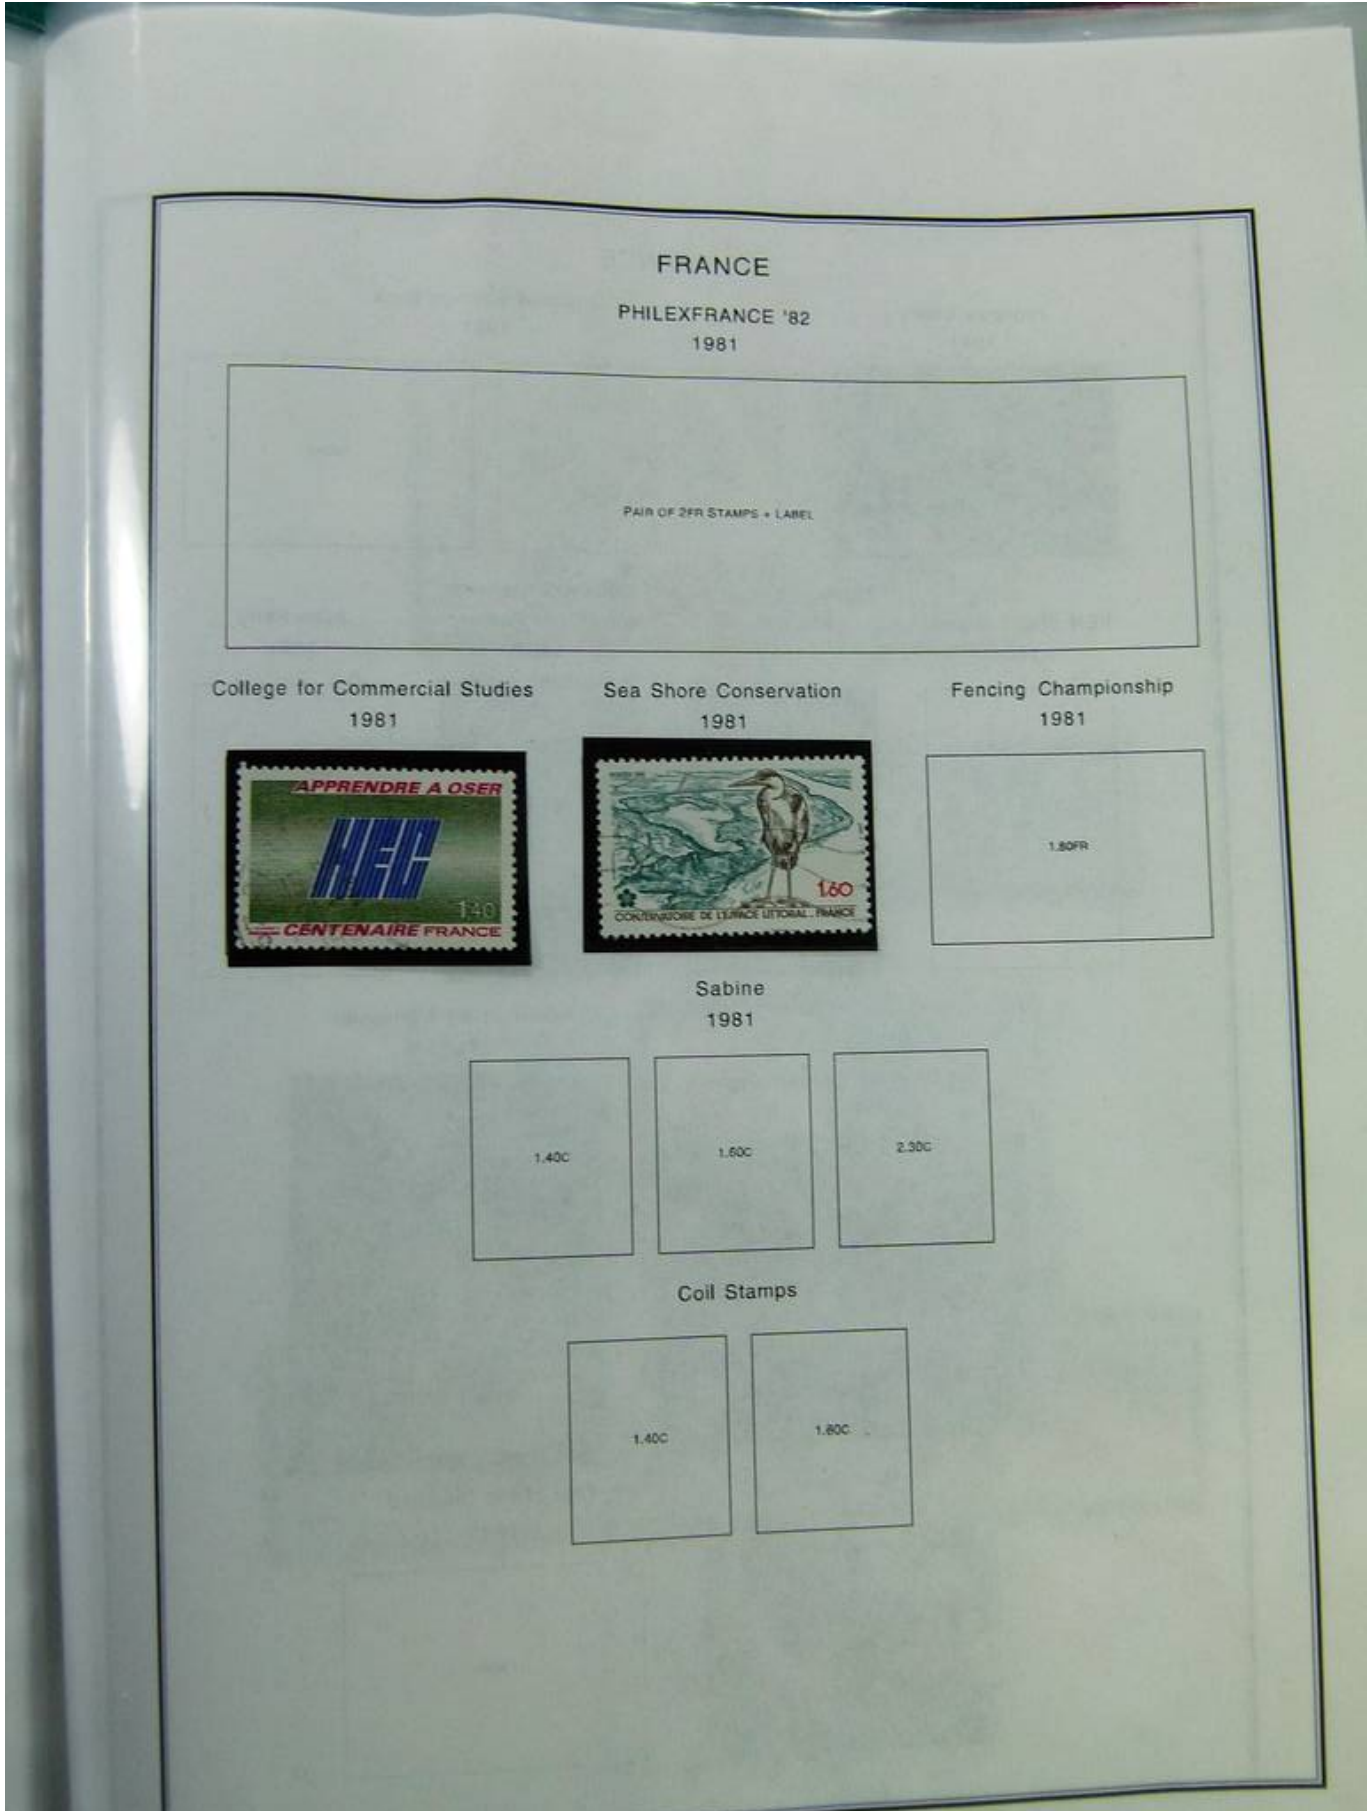 FRANCE
PHILEXFRANCE '82
1981
PAIR OF 2FR STAMPS + LABEL
College for Commercial Studies
1981
Sea Shore Conservation
1981
Fencing Championship
1981
APPRENDRE A OSER
HEC
1,40
CENTENAIRE FRANCE
1,60
CONSERVATOIRE DE L'ESPACE LITTORAL. FRANCE
1.80FR
Sabine
1981
1.40C
1.60C
2.30C
Coil Stamps
1.40C
1.60C